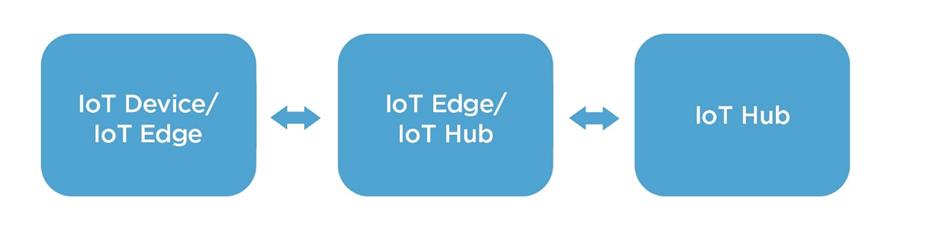 IoT Device/
IoT Edge
IoT Edge/
IoT Hub
IoT Hub